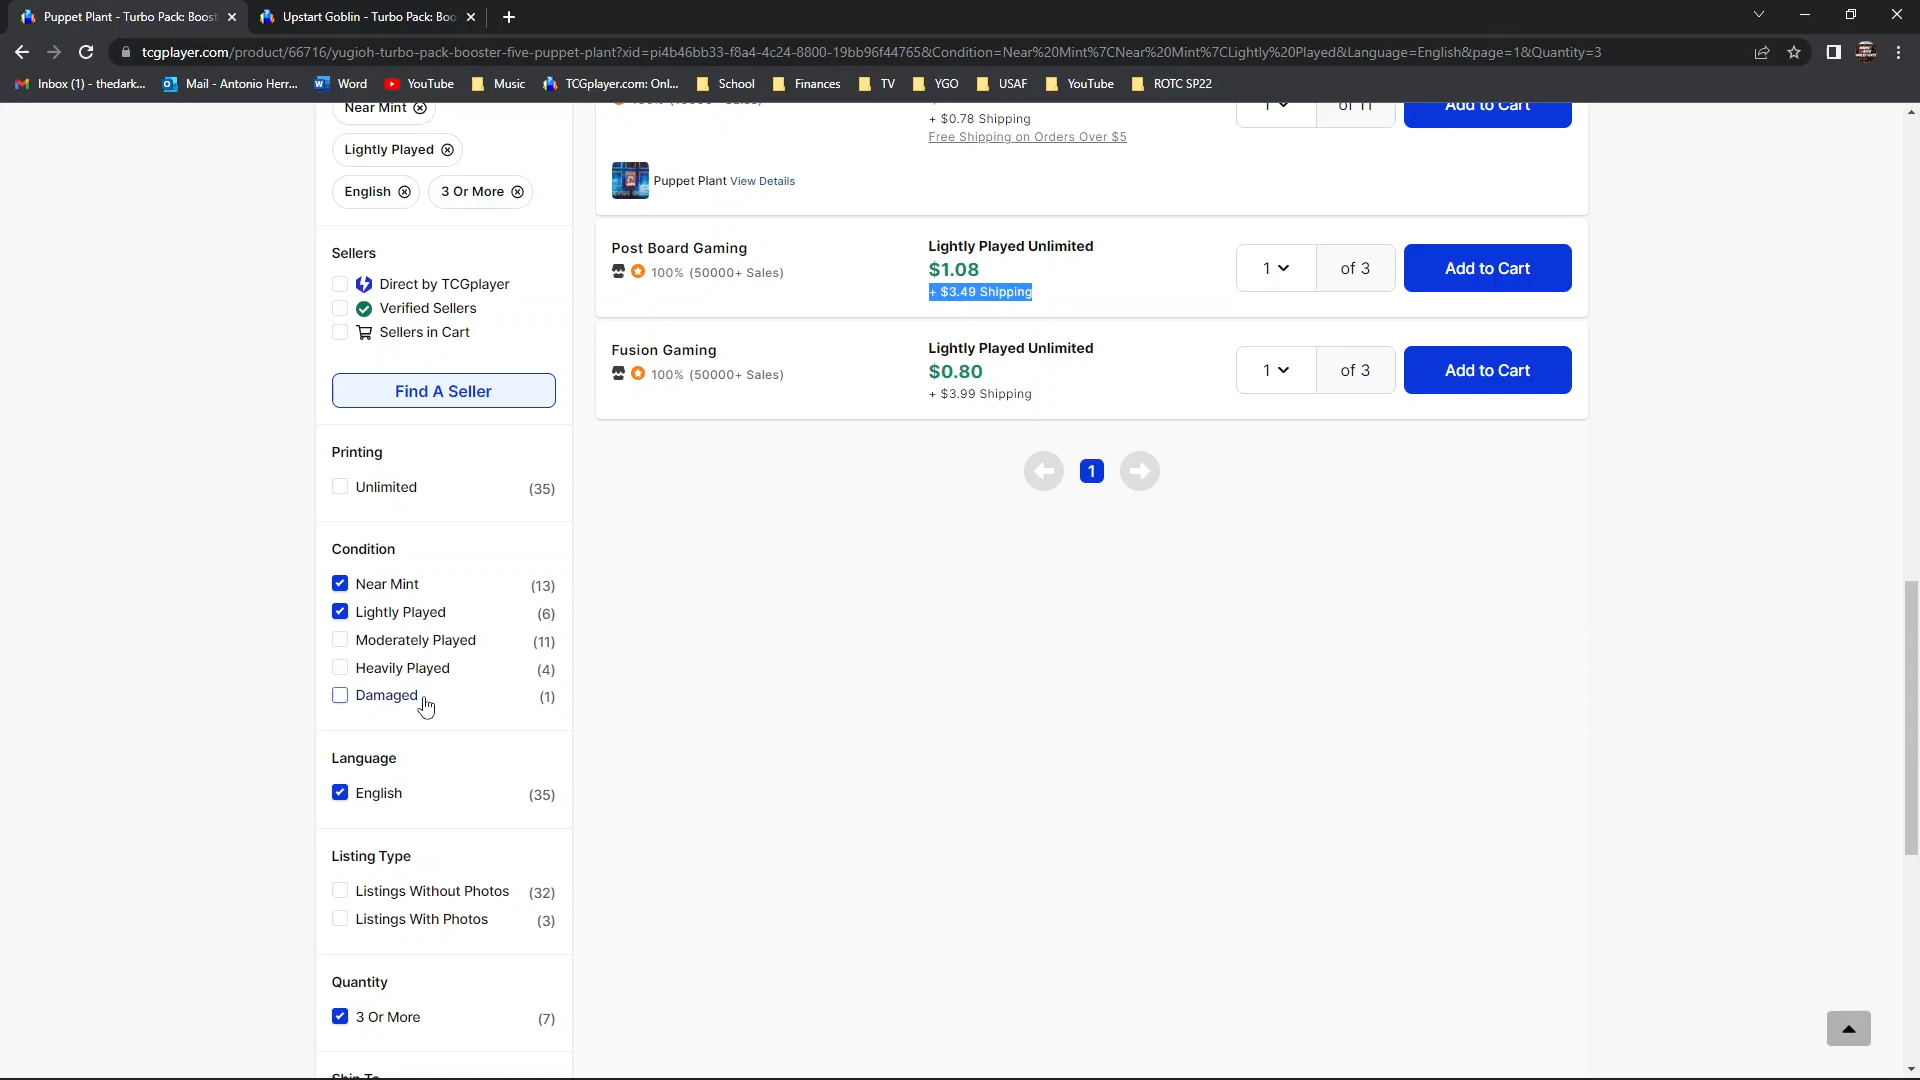 Puppet Plant - Turbo Pack: Boost
Upstart Goblin - Turbo Pack: Boo
tcgplayer.com/product/66716/yugioh-turbo-pack-booster-five-puppet-plant?xid=pi4b46bb33-f8a4-4c24-8800-19bb96f44765&Condition=Near%20Mint%7CNear%20Mint%7CLightly%20Played&Language=English&page=1&Quantity=3
Inbox (1) - thedark... Mail - Antonio Herr... Word YouTube Music TCGplayer.com: Onl... School Finances TV YGO USAF YouTube ROTC SP22
Near Mint
Lightly Played
English
3 Or More
Sellers
Direct by TCGplayer
Verified Sellers
Sellers in Cart
Find A Seller
Printing
Unlimited (35)
Condition
Near Mint (13)
Lightly Played (6)
Moderately Played (11)
Heavily Played (4)
Damaged (1)
Language
English (35)
Listing Type
Listings Without Photos (32)
Listings With Photos (3)
Quantity
3 Or More (7)
Ship To
+ $0.78 Shipping
Free Shipping on Orders Over $5
1 of 11 Add to Cart
Puppet Plant View Details
Post Board Gaming
100% (50000+ Sales)
Lightly Played Unlimited
$1.08
+ $3.49 Shipping
1 of 3 Add to Cart
Fusion Gaming
100% (50000+ Sales)
Lightly Played Unlimited
$0.80
+ $3.99 Shipping
1 of 3 Add to Cart
1